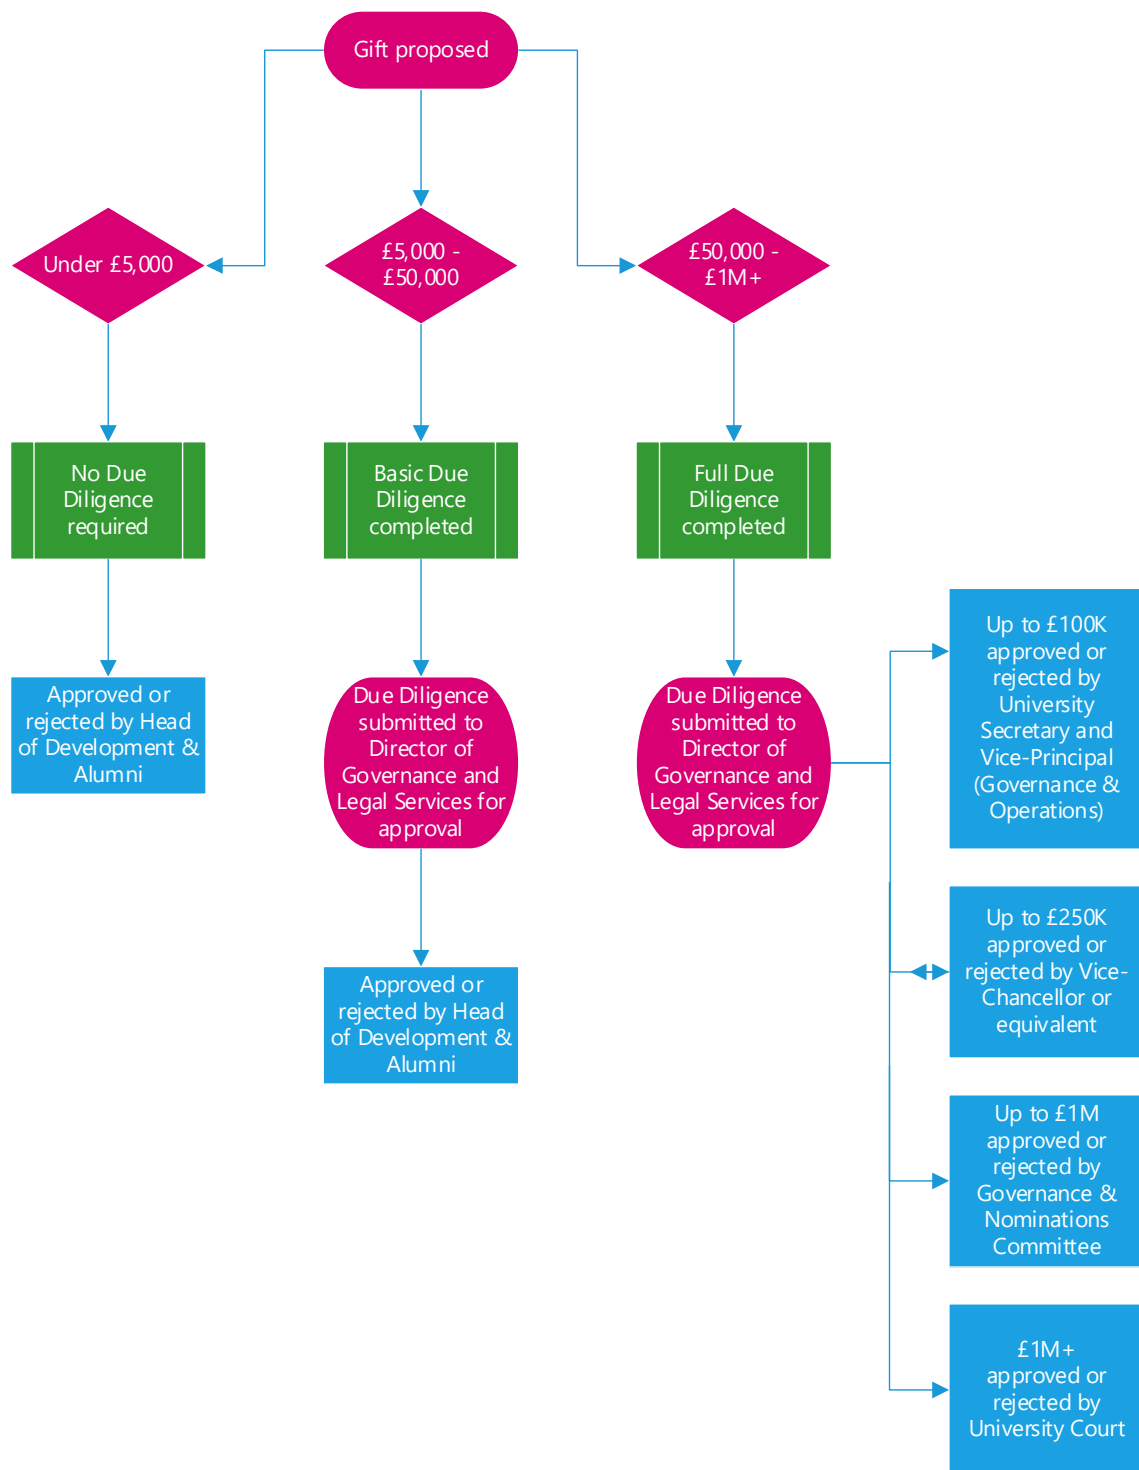 Gift proposed
Under £5,000
£5,000 -
£50,000
£50,000 -
£1M+
No Due
Diligence
required
Basic Due
Diligence
completed
Full Due
Diligence
completed
Approved or
rejected by Head
of Development &
Alumni
Due Diligence
submitted to
Director of
Governance and
Legal Services for
approval
Due Diligence
submitted to
Director of
Governance and
Legal Services for
approval
Approved or
rejected by Head
of Development &
Alumni
Up to £100K
approved or
rejected by
University
Secretary and
Vice-Principal
(Governance &
Operations)
Up to £250K
approved or
rejected by Vice-
Chancellor or
equivalent
Up to £1M
approved or
rejected by
Governance &
Nominations
Committee
£1M+
approved or
rejected by
University Court